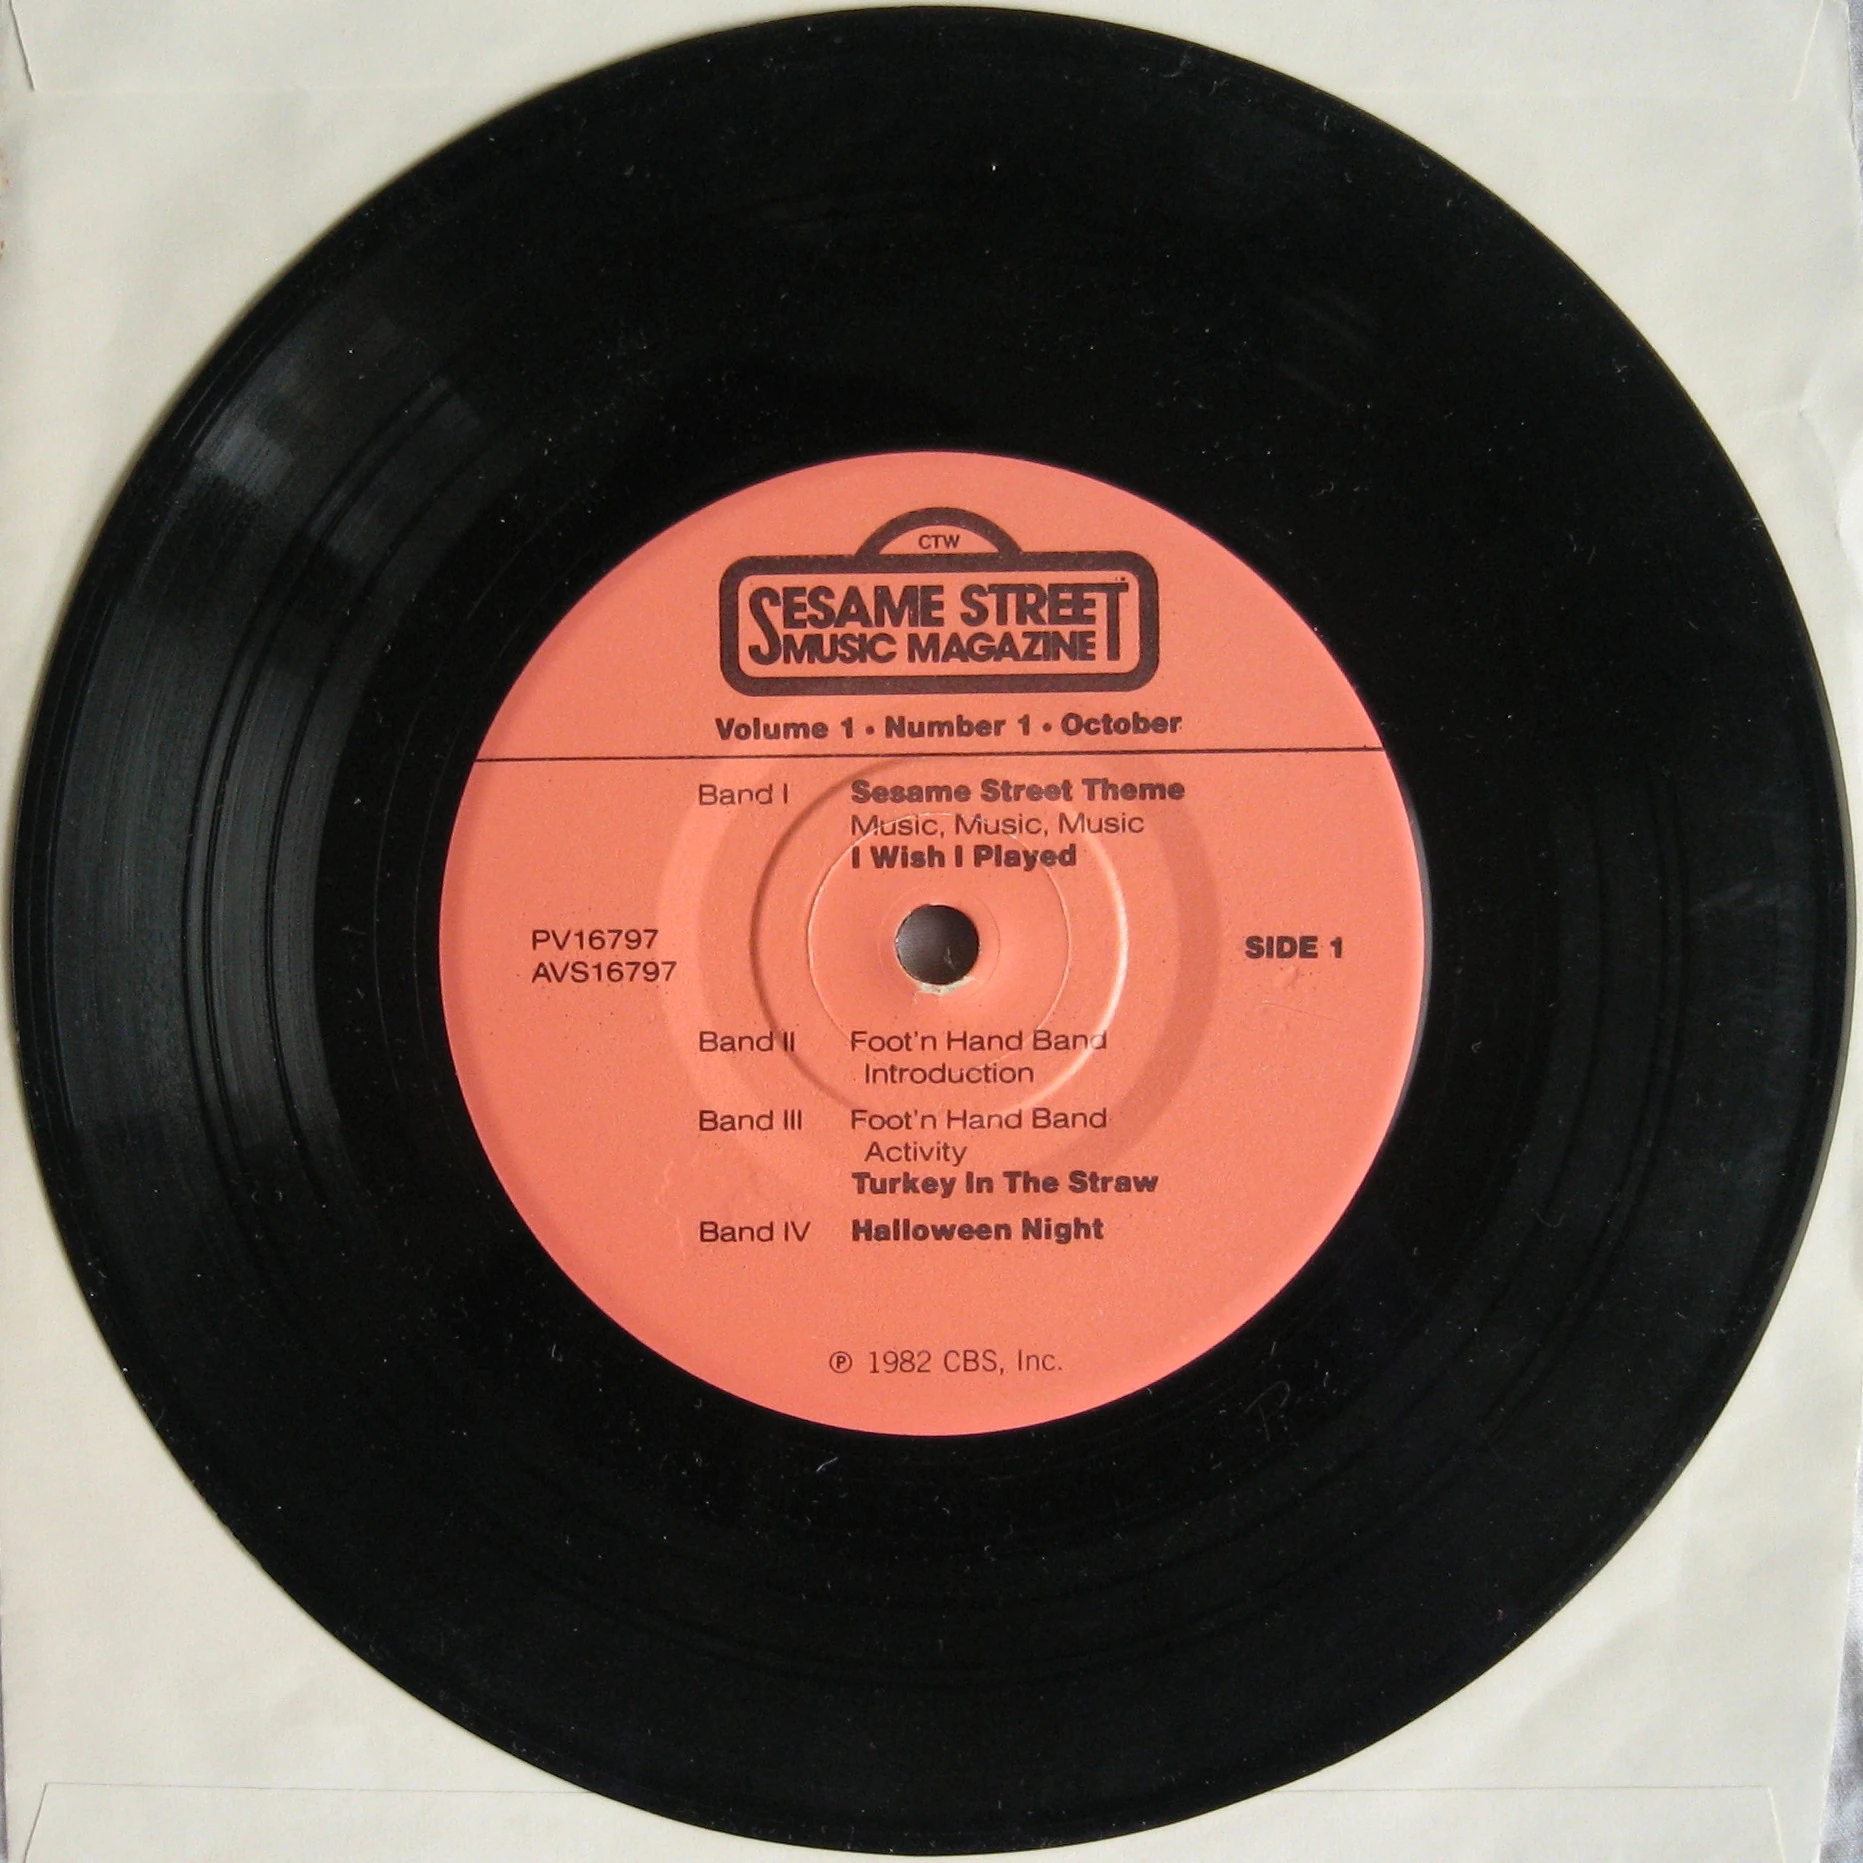 CTW
SESAME STREET™
MUSIC MAGAZINE
Volume 1 • Number 1 • October
Band I Sesame Street Theme
Music, Music, Music
I Wish I Played
PV16797
AVS16797
SIDE 1
Band II Foot'n Hand Band
Introduction
Band III Foot'n Hand Band
Activity
Turkey In The Straw
Band IV Halloween Night
℗ 1982 CBS, Inc.